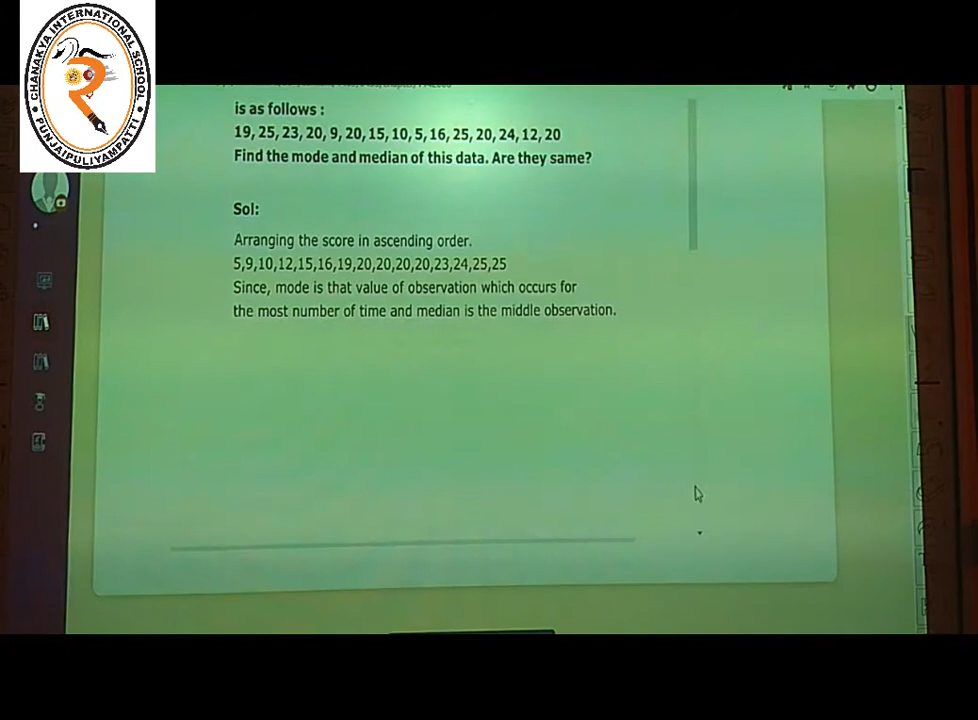 CHANAKYA INTERNATIONAL SCHOOL
PUNJAIPULIYAMPATTI
is as follows :
19, 25, 23, 20, 9, 20, 15, 10, 5, 16, 25, 20, 24, 12, 20
Find the mode and median of this data. Are they same?
Sol:
Arranging the score in ascending order.
5,9,10,12,15,16,19,20,20,20,20,23,24,25,25
Since, mode is that value of observation which occurs for
the most number of time and median is the middle observation.